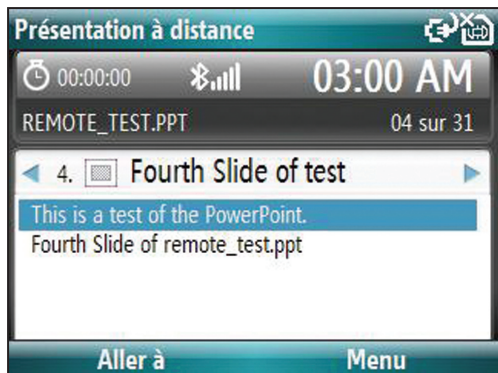 Présentation à distance
00:00:00 03:00 AM
REMOTE_TEST.PPT 04 sur 31
4. Fourth Slide of test
This is a test of the PowerPoint.
Fourth Slide of remote_test.ppt
Aller à Menu